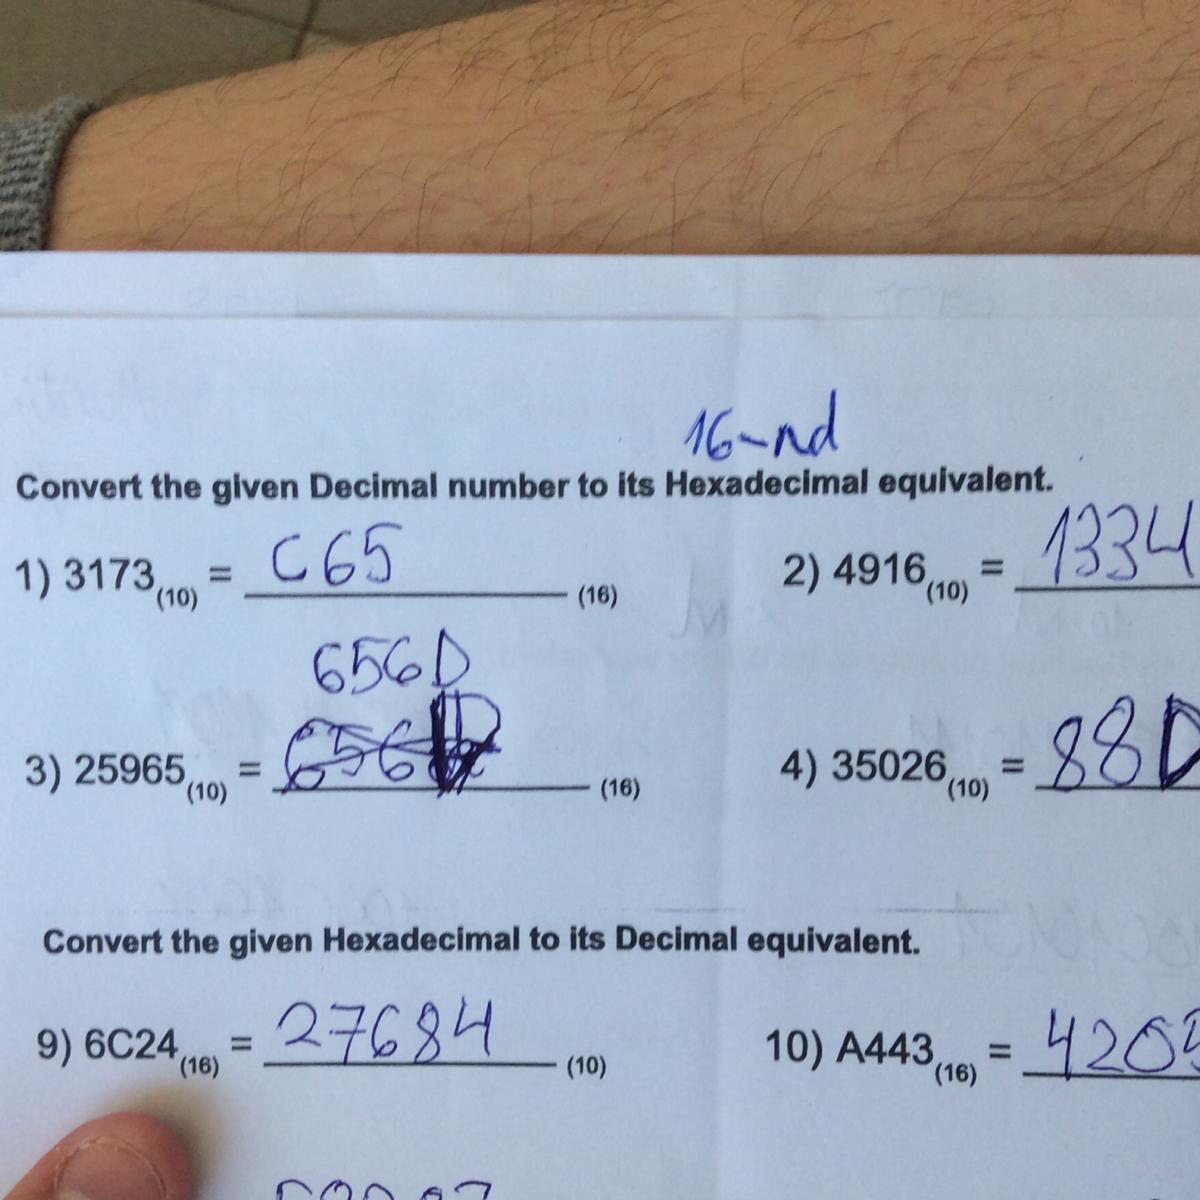 16-nd
Convert the given Decimal number to its Hexadecimal equivalent.
1) 3173(10) = C65 (16) 2) 4916(10) = 1334
656D
3) 25965(10) = (16) 4) 35026(10) = 88D
Convert the given Hexadecimal to its Decimal equivalent.
9) 6C24(16) = 27684 (10) 10) A443(16) = 4205